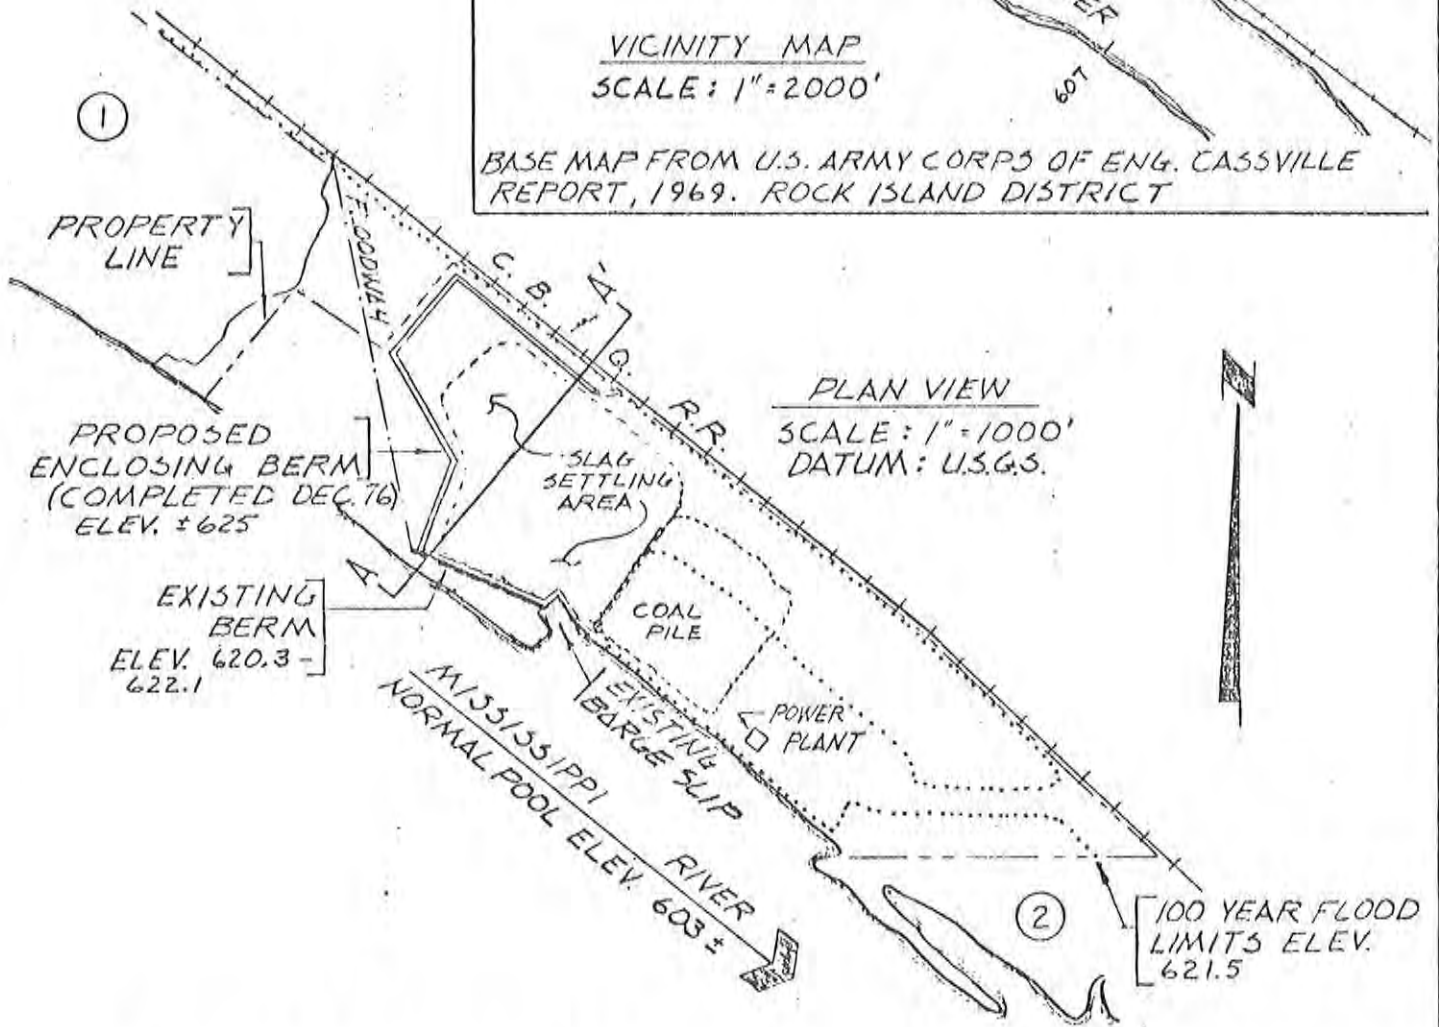 VICINITY MAP
SCALE: 1"=2000'
607
BASE MAP FROM U.S. ARMY CORPS OF ENG. CASSVILLE
REPORT, 1969. ROCK ISLAND DISTRICT
1
PROPERTY
LINE
FLOODWAY
C. B. Q. R.R.
A'
PLAN VIEW
SCALE: 1"=1000'
DATUM: U.S.G.S.
PROPOSED
ENCLOSING BERM
(COMPLETED DEC. 76)
ELEV. ±625
SLAG
SETTLING
AREA
A
EXISTING
BERM
ELEV. 620.3-
622.1
COAL
PILE
EXISTING
BARGE SLIP
POWER
PLANT
MISSISSIPPI RIVER
NORMAL POOL ELEV. 603±
2
100 YEAR FLOOD
LIMITS ELEV.
621.5